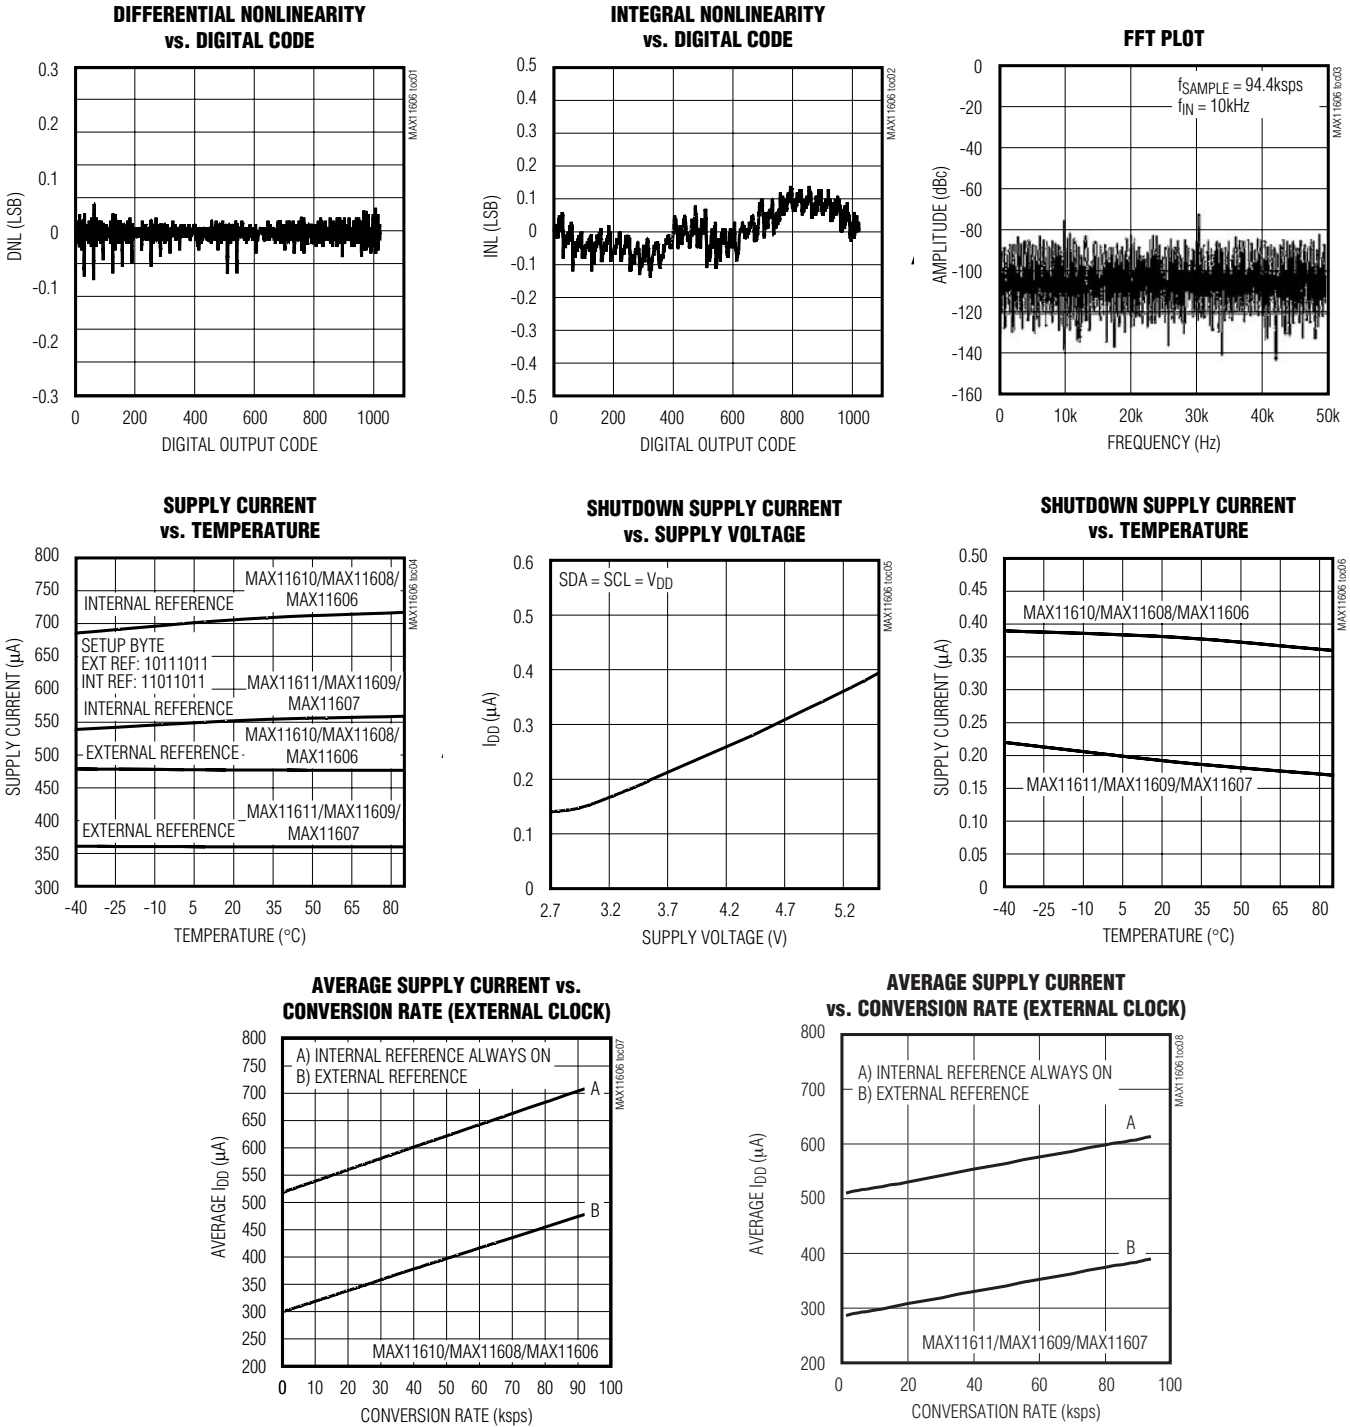 DIFFERENTIAL NONLINEARITY
vs. DIGITAL CODE
0.3
0.2
0.1
0
-0.1
-0.2
-0.3
DNL (LSB)
0 200 400 600 800 1000
DIGITAL OUTPUT CODE
MAX11606 toc01
INTEGRAL NONLINEARITY
vs. DIGITAL CODE
0.5
0.4
0.3
0.2
0.1
0
-0.1
-0.2
-0.3
-0.4
-0.5
INL (LSB)
0 200 400 600 800 1000
DIGITAL OUTPUT CODE
MAX11606 toc02
FFT PLOT
fSAMPLE = 94.4ksps
fIN = 10kHz
0
-20
-40
-60
-80
-100
-120
-140
-160
AMPLITUDE (dBc)
0 10k 20k 30k 40k 50k
FREQUENCY (Hz)
MAX11606 toc03
SUPPLY CURRENT
vs. TEMPERATURE
800
750
700
650
600
550
500
450
400
350
300
SUPPLY CURRENT (µA)
MAX11610/MAX11608/
MAX11606
INTERNAL REFERENCE
SETUP BYTE
EXT REF: 10111011
INT REF: 11011011
MAX11611/MAX11609/
MAX11607
INTERNAL REFERENCE
MAX11610/MAX11608/
MAX11606
EXTERNAL REFERENCE
MAX11611/MAX11609/
MAX11607
EXTERNAL REFERENCE
-40 -25 -10 5 20 35 50 65 80
TEMPERATURE (°C)
MAX11606 toc04
SHUTDOWN SUPPLY CURRENT
vs. SUPPLY VOLTAGE
SDA = SCL = VDD
0.6
0.5
0.4
0.3
0.2
0.1
0
IDD (µA)
2.7 3.2 3.7 4.2 4.7 5.2
SUPPLY VOLTAGE (V)
MAX11606 toc05
SHUTDOWN SUPPLY CURRENT
vs. TEMPERATURE
0.50
0.45
0.40
0.35
0.30
0.25
0.20
0.15
0.10
0.05
0
SUPPLY CURRENT (µA)
MAX11610/MAX11608/MAX11606
MAX11611/MAX11609/MAX11607
-40 -25 -10 5 20 35 50 65 80
TEMPERATURE (°C)
MAX11606 toc06
AVERAGE SUPPLY CURRENT vs.
CONVERSION RATE (EXTERNAL CLOCK)
800
750
700
650
600
550
500
450
400
350
300
250
200
AVERAGE IDD (µA)
A) INTERNAL REFERENCE ALWAYS ON
B) EXTERNAL REFERENCE
A
B
MAX11610/MAX11608/MAX11606
0 10 20 30 40 50 60 70 80 90 100
CONVERSION RATE (ksps)
MAX11606 toc07
AVERAGE SUPPLY CURRENT
vs. CONVERSION RATE (EXTERNAL CLOCK)
800
700
600
500
400
300
200
AVERAGE IDD (µA)
A) INTERNAL REFERENCE ALWAYS ON
B) EXTERNAL REFERENCE
A
B
MAX11611/MAX11609/MAX11607
0 20 40 60 80 100
CONVERSATION RATE (ksps)
MAX11606 toc08